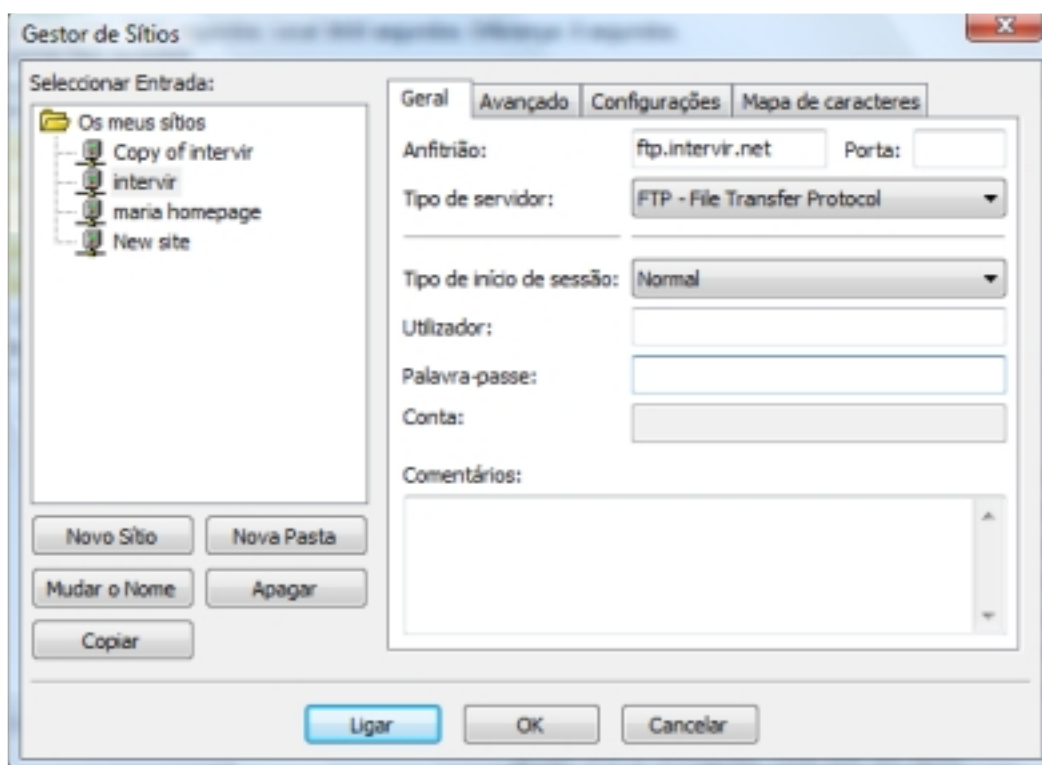 Gestor de Sítios
Seleccionar Entrada:
Os meus sítios
Copy of intervir
intervir
maria homepage
New site
Novo Sítio Nova Pasta
Mudar o Nome Apagar
Copiar
Geral Avançado Configurações Mapa de caracteres
Anfitrião: ftp.intervir.net Porta:
Tipo de servidor: FTP - File Transfer Protocol
Tipo de início de sessão: Normal
Utilizador:
Palavra-passe:
Conta:
Comentários:
Ligar OK Cancelar